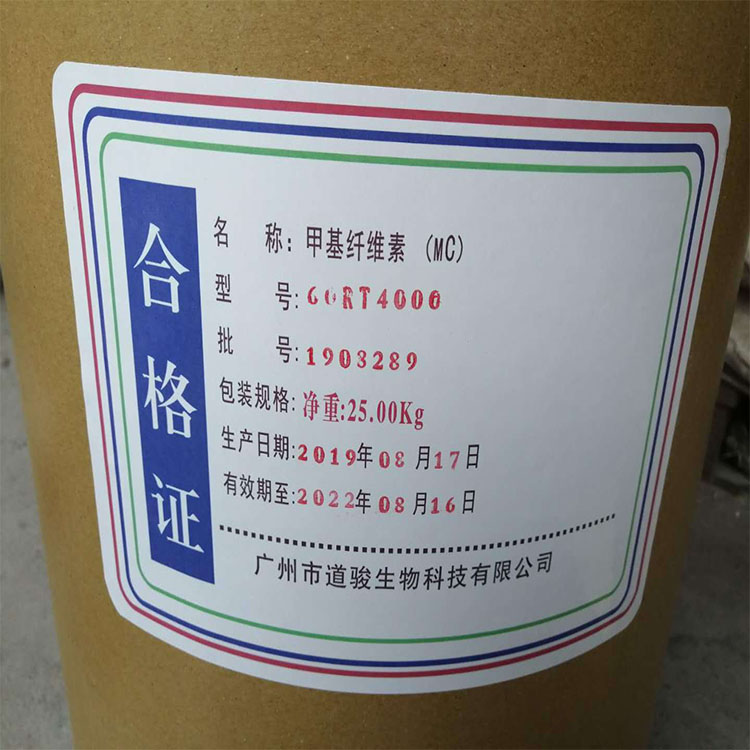 合格证
名 称：甲基纤维素 (MC)
型 号:60RT4000
批 号:1903289
包装规格:净重:25.00Kg
生产日期:2019年08月17日
有效期至:2022年08月16日
广州市道骏生物科技有限公司